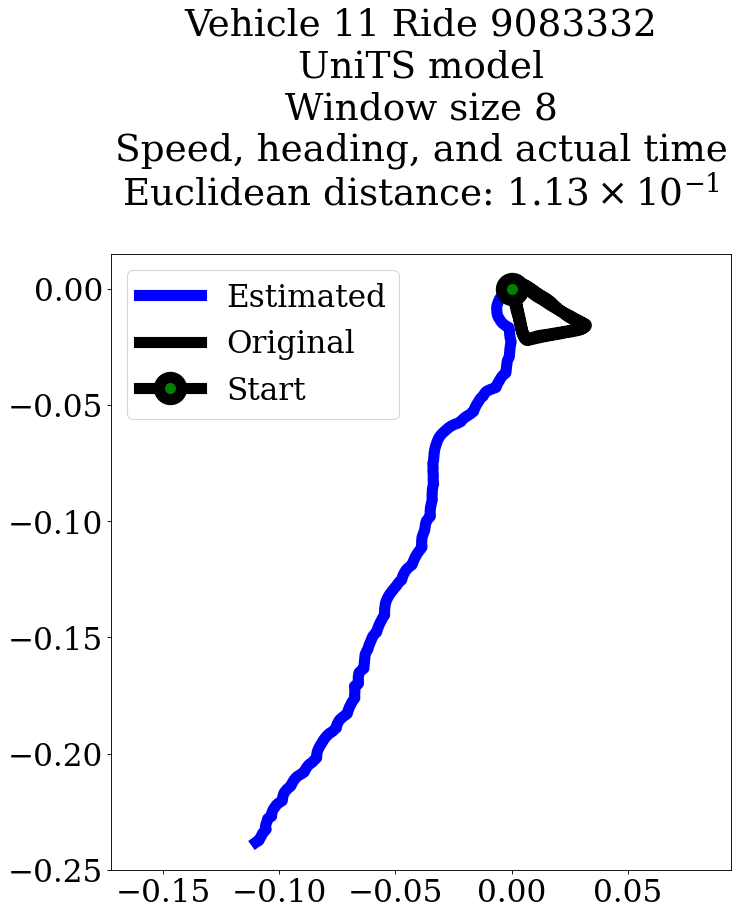 Vehicle 11 Ride 9083332
UniTS model
Window size 8
Speed, heading, and actual time
Euclidean distance: 1.13 × 10⁻¹
Estimated
Original
Start
0.00
−0.05
−0.10
−0.15
−0.20
−0.25
−0.15 −0.10 −0.05 0.00 0.05